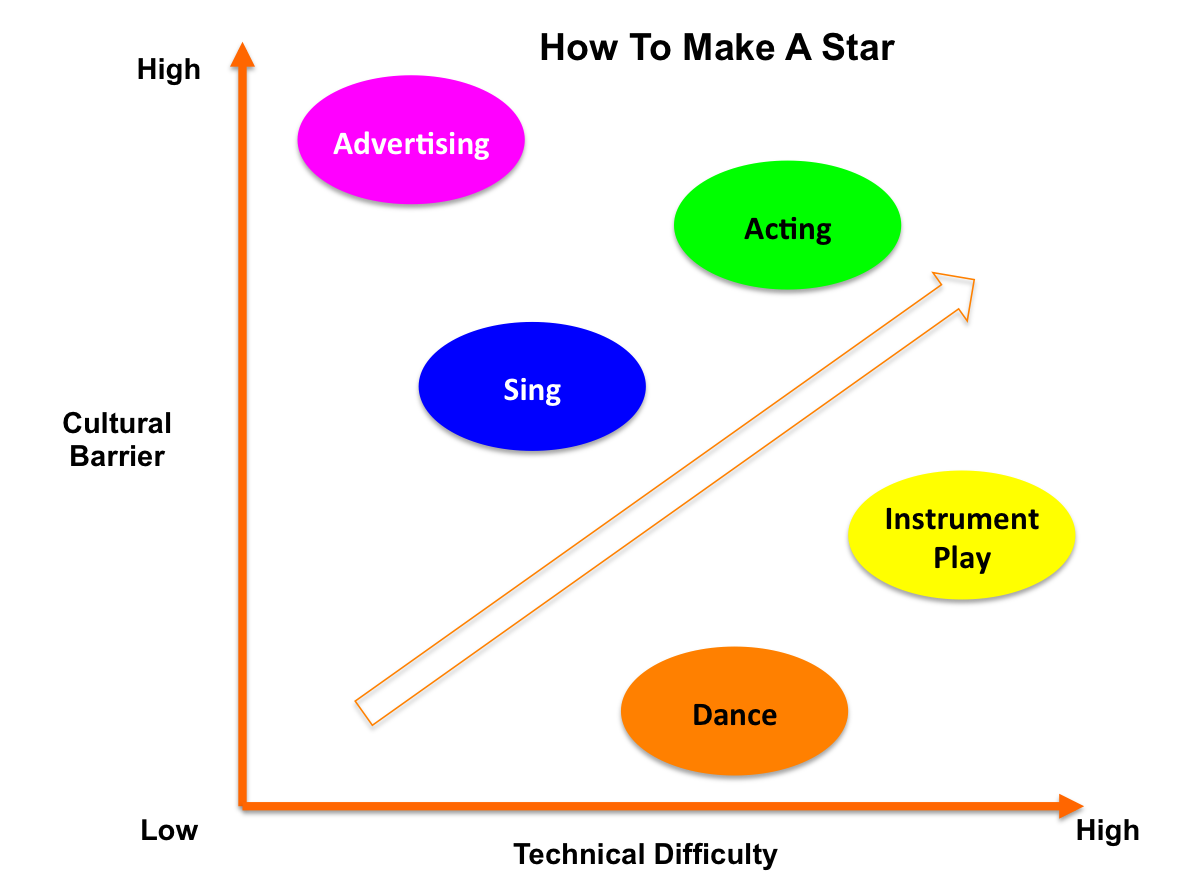 How To Make A Star
High
Advertising
Acting
Sing
Cultural
Barrier
Instrument
Play
Dance
Low
High
Technical Difficulty